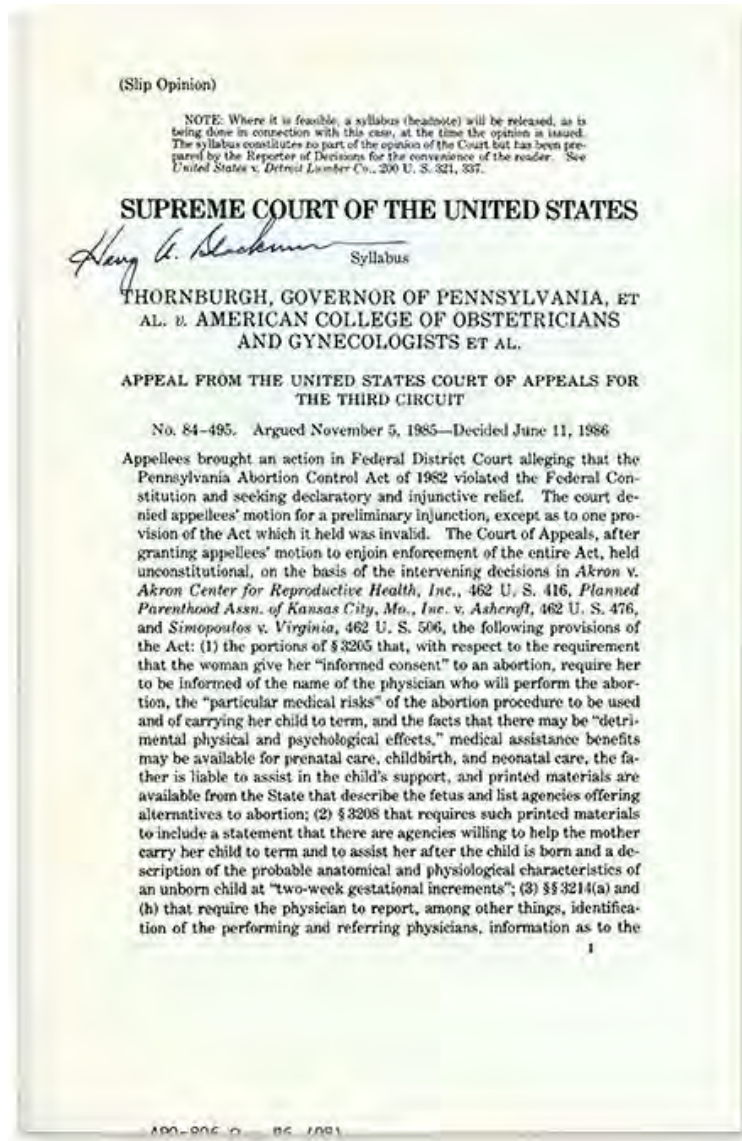 (Slip Opinion)
NOTE: Where it is feasible, a syllabus (headnote) will be released, as is
being done in connection with this case, at the time the opinion is issued.
The syllabus constitutes no part of the opinion of the Court but has been pre-
pared by the Reporter of Decisions for the convenience of the reader. See
United States v. Detroit Lumber Co., 200 U. S. 321, 337.
SUPREME COURT OF THE UNITED STATES
Harry A. Blackmun
Syllabus
THORNBURGH, GOVERNOR OF PENNSYLVANIA, ET
AL. v. AMERICAN COLLEGE OF OBSTETRICIANS
AND GYNECOLOGISTS ET AL.
APPEAL FROM THE UNITED STATES COURT OF APPEALS FOR
THE THIRD CIRCUIT
No. 84–495. Argued November 5, 1985—Decided June 11, 1986
Appellees brought an action in Federal District Court alleging that the
Pennsylvania Abortion Control Act of 1982 violated the Federal Con-
stitution and seeking declaratory and injunctive relief. The court de-
nied appellees' motion for a preliminary injunction, except as to one pro-
vision of the Act which it held was invalid. The Court of Appeals, after
granting appellees' motion to enjoin enforcement of the entire Act, held
unconstitutional, on the basis of the intervening decisions in Akron v.
Akron Center for Reproductive Health, Inc., 462 U. S. 416, Planned
Parenthood Assn. of Kansas City, Mo., Inc. v. Ashcroft, 462 U. S. 476,
and Simopoulos v. Virginia, 462 U. S. 506, the following provisions of
the Act: (1) the portions of § 3205 that, with respect to the requirement
that the woman give her "informed consent" to an abortion, require her
to be informed of the name of the physician who will perform the abor-
tion, the "particular medical risks" of the abortion procedure to be used
and of carrying her child to term, and the facts that there may be "detri-
mental physical and psychological effects," medical assistance benefits
may be available for prenatal care, childbirth, and neonatal care, the fa-
ther is liable to assist in the child's support, and printed materials are
available from the State that describe the fetus and list agencies offering
alternatives to abortion; (2) § 3208 that requires such printed materials
to include a statement that there are agencies willing to help the mother
carry her child to term and to assist her after the child is born and a de-
scription of the probable anatomical and physiological characteristics of
an unborn child at "two-week gestational increments"; (3) §§ 3214(a) and
(h) that require the physician to report, among other things, identifica-
tion of the performing and referring physicians, information as to the
1